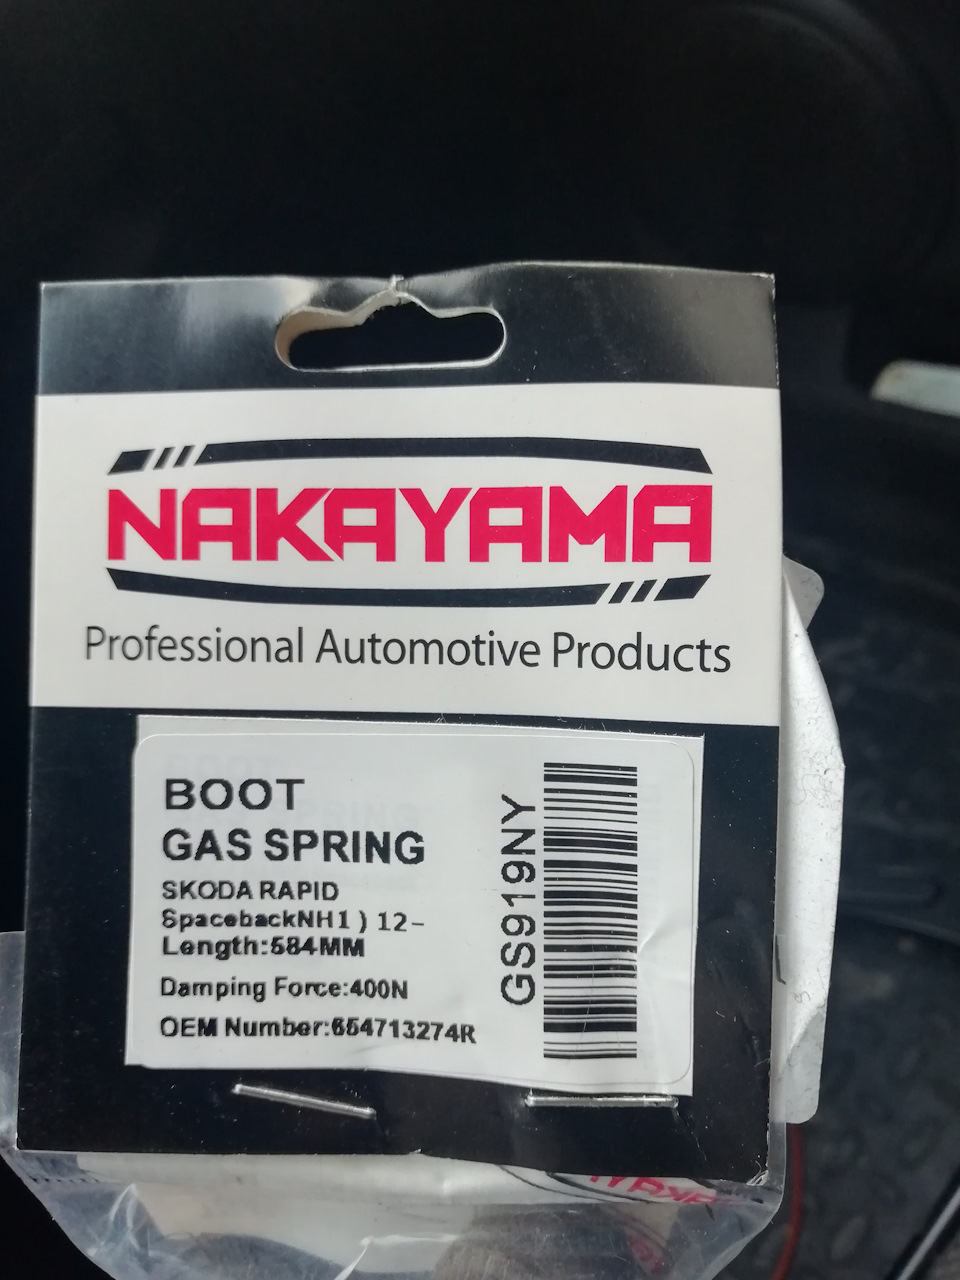 NAKAYAMA
Professional Automotive Products
BOOT
GAS SPRING
SKODA RAPID
SpacebackNH1 ) 12-
Length:584MM
Damping Force:400N
OEM Number:654713274R
GS919NY